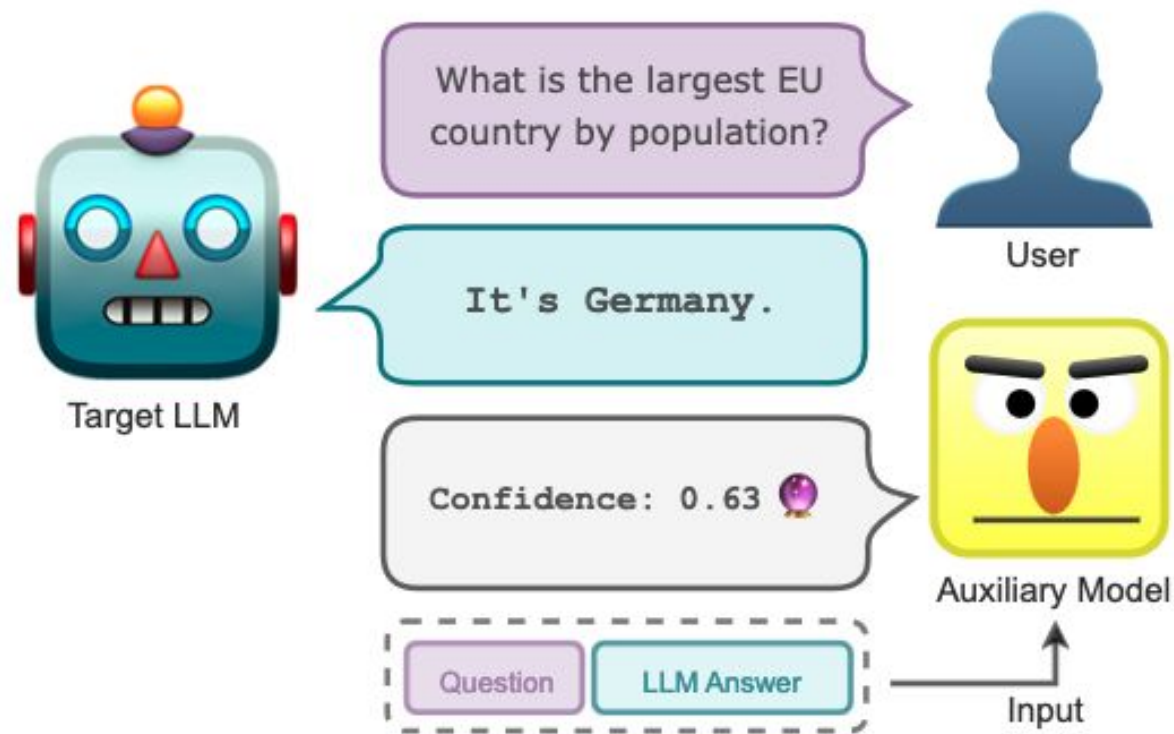 What is the largest EU
country by population?
User
It's Germany.
Target LLM
Confidence: 0.63
Auxiliary Model
Question
LLM Answer
Input